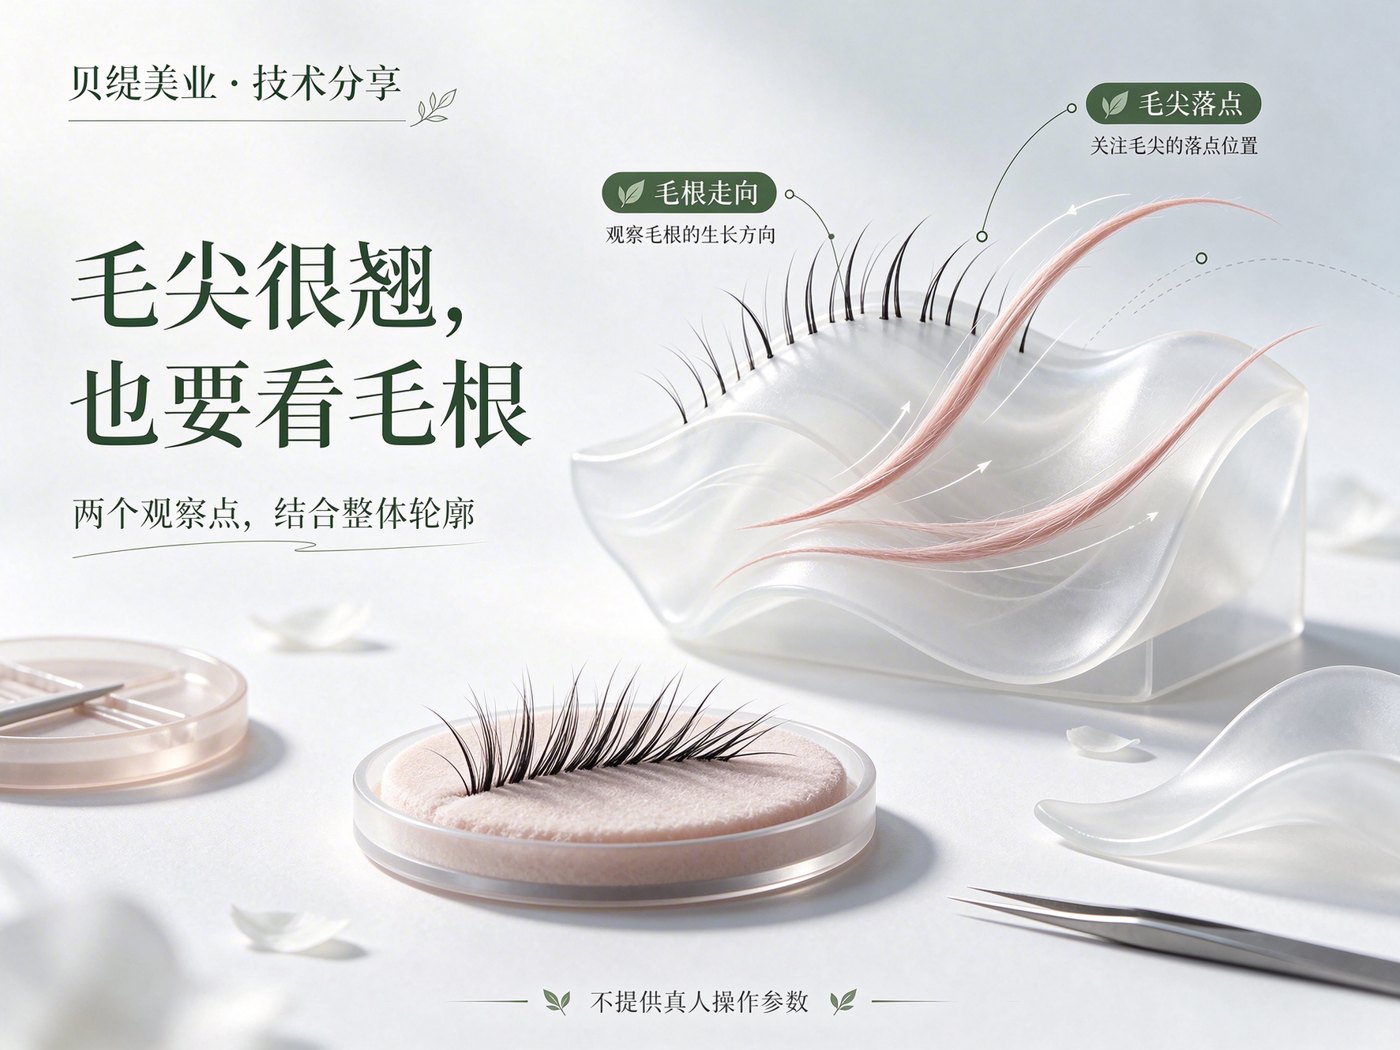 贝缇美业·技术分享
毛尖很翘，
也要看毛根
两个观察点，结合整体轮廓
毛根走向
观察毛根的生长方向
毛尖落点
关注毛尖的落点位置
不提供真人操作参数